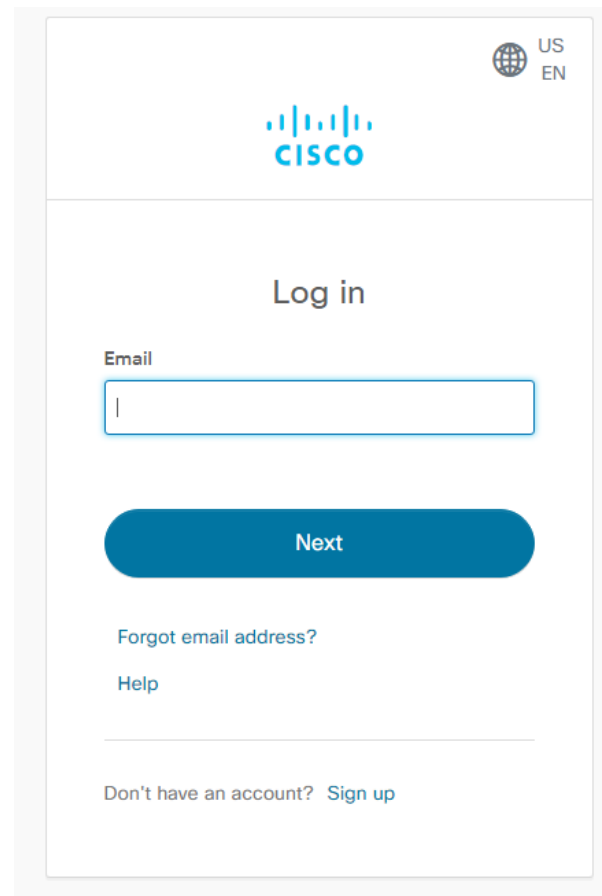 US
EN
CISCO
Log in
Email
Next
Forgot email address?
Help
Don't have an account? Sign up